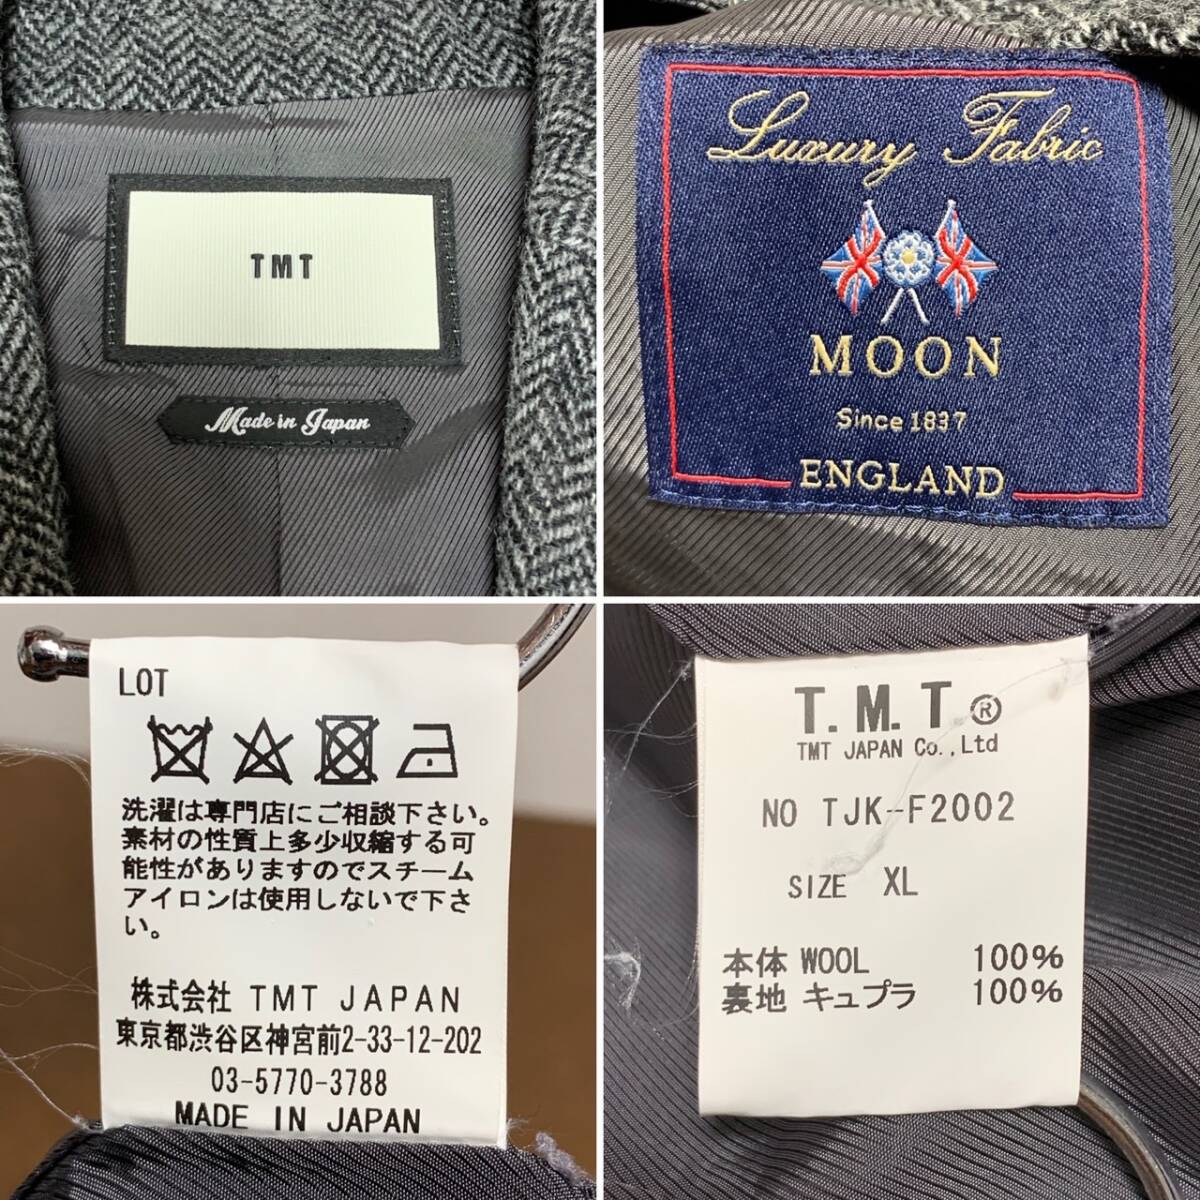 TMT
Made in Japan
Luxury Fabric
MOON
Since 1837
ENGLAND
LOT
洗濯は専門店にご相談下さい。
素材の性質上多少収縮する可
能性がありますのでスチーム
アイロンは使用しないで下さ
い。
株式会社 TMT JAPAN
東京都渋谷区神宮前2-33-12-202
03-5770-3788
MADE IN JAPAN
T.M.T®
TMT JAPAN Co.,Ltd
NO TJK-F2002
SIZE XL
本体 WOOL 100%
裏地 キュプラ 100%